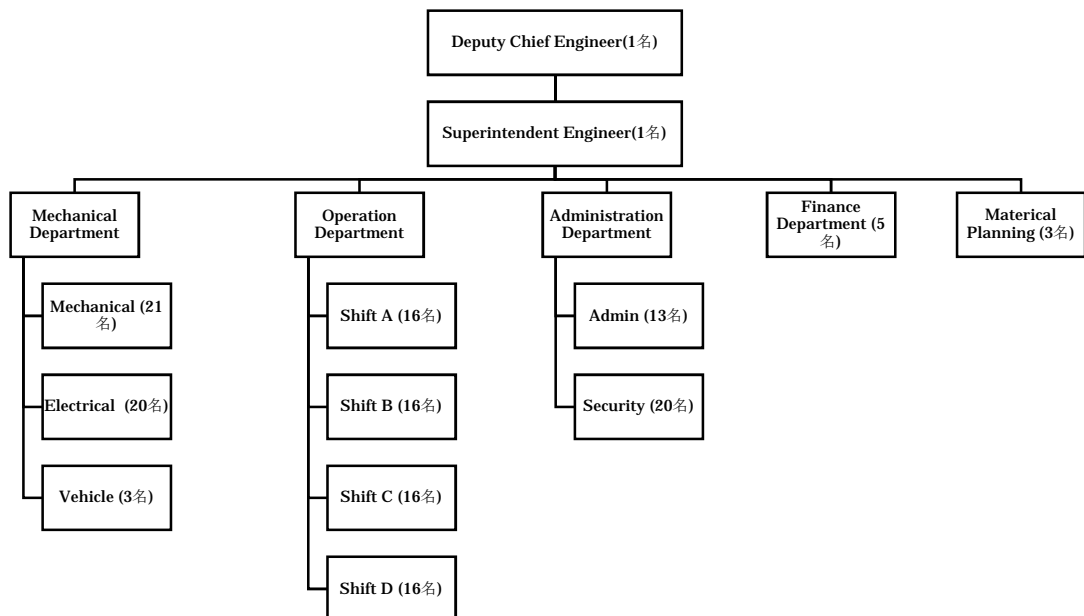 Deputy Chief Engineer(1名)
Superintendent Engineer(1名)
Mechanical
Department
Operation
Department
Administration
Department
Finance
Department (5
名)
Materical
Planning (3名)
Mechanical (21
名)
Shift A (16名)
Admin (13名)
Electrical (20名)
Shift B (16名)
Security (20名)
Vehicle (3名)
Shift C (16名)
Shift D (16名)